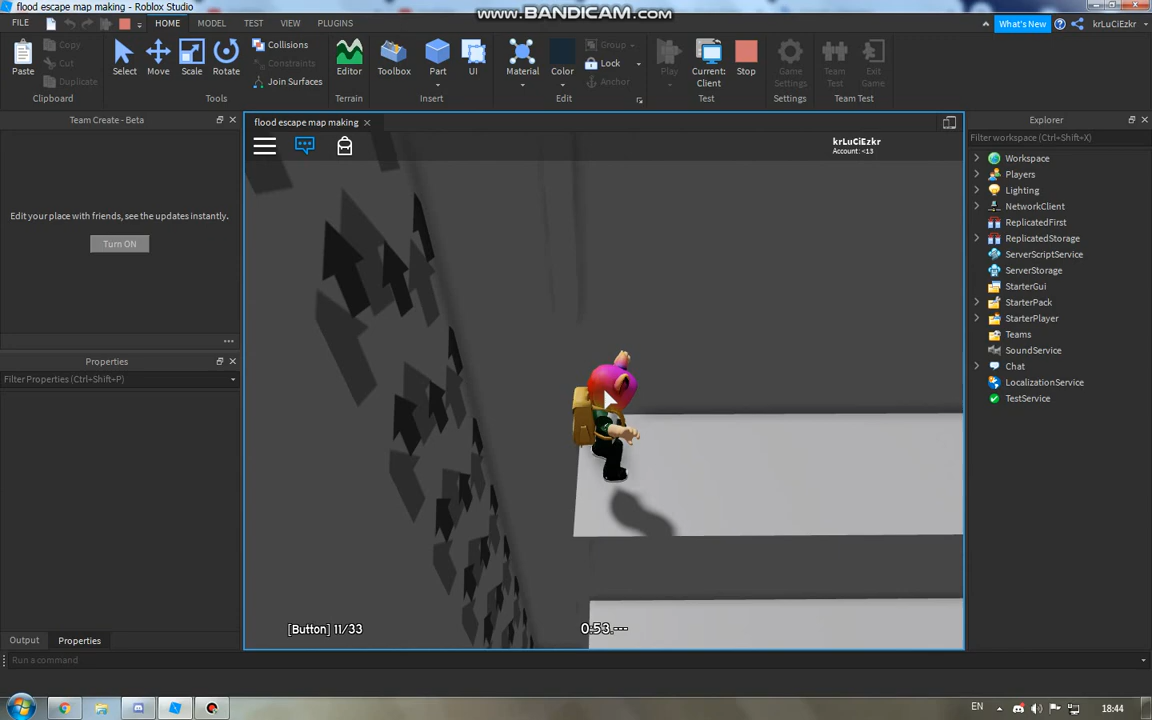 flood escape map making - Roblox Studio
www.BANDICAM.com
FILE HOME MODEL TEST VIEW PLUGINS What's New krLuCiEzkr
Paste Copy Cut Duplicate
Clipboard
Select Move Scale Rotate Collisions Constraints Join Surfaces
Tools
Editor
Terrain
Toolbox Part UI
Insert
Material Color Group Lock Anchor
Edit
Play Current: Client Stop
Test
Game Settings
Settings
Team Test Exit Game
Team Test
Team Create - Beta
Edit your place with friends, see the updates instantly.
Turn ON
Properties
Filter Properties (Ctrl+Shift+P)
Output Properties
Run a command
flood escape map making
krLuCiEzkr
Account: <13
[Button] 11/33
0:53.---
Explorer
Filter workspace (Ctrl+Shift+X)
Workspace
Players
Lighting
NetworkClient
ReplicatedFirst
ReplicatedStorage
ServerScriptService
ServerStorage
StarterGui
StarterPack
StarterPlayer
Teams
SoundService
Chat
LocalizationService
TestService
EN 18:44